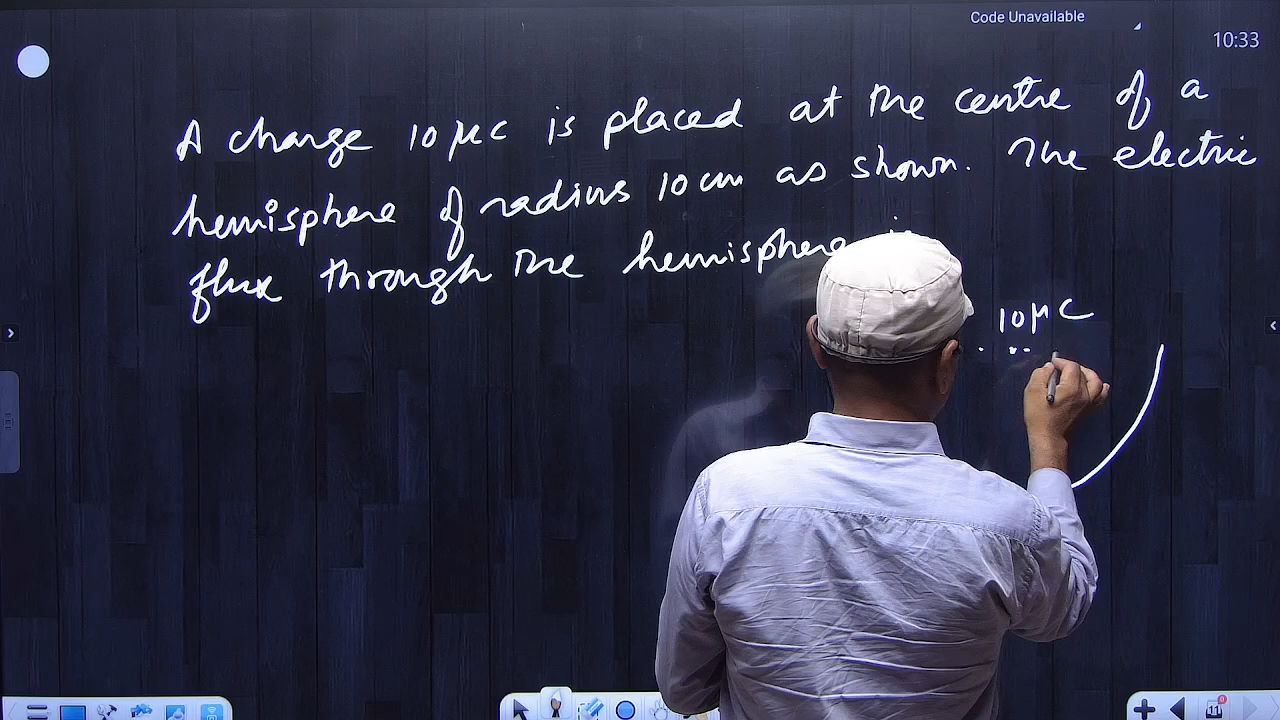 Code Unavailable
10:33
A charge 10 μC is placed at the centre of a
hemisphere of radius 10 cm as shown. The electric
flux through the hemisphere
10 μC
11